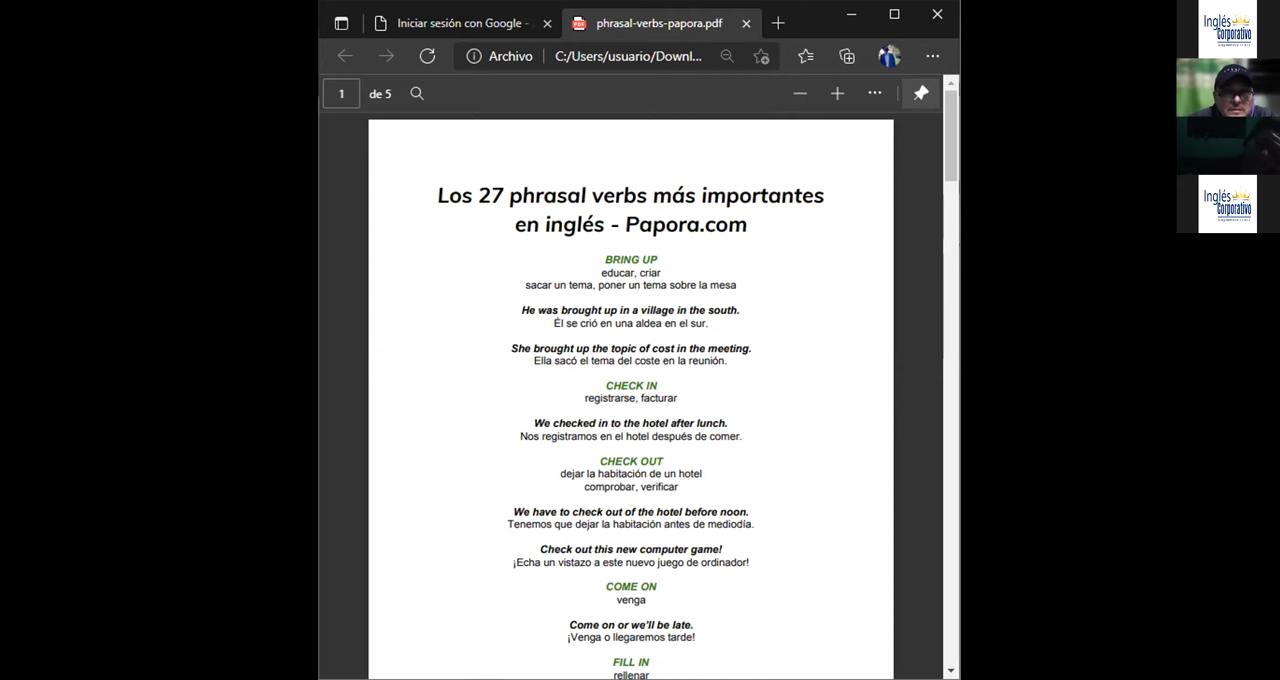 Iniciar sesión con Google -
phrasal-verbs-papora.pdf
Archivo
C:/Users/usuario/Downl...
1
de 5
Los 27 phrasal verbs más importantes
en inglés - Papora.com
BRING UP
educar, criar
sacar un tema, poner un tema sobre la mesa
He was brought up in a village in the south.
Él se crió en una aldea en el sur.
She brought up the topic of cost in the meeting.
Ella sacó el tema del coste en la reunión.
CHECK IN
registrarse, facturar
We checked in to the hotel after lunch.
Nos registramos en el hotel después de comer.
CHECK OUT
dejar la habitación de un hotel
comprobar, verificar
We have to check out of the hotel before noon.
Tenemos que dejar la habitación antes de mediodía.
Check out this new computer game!
¡Echa un vistazo a este nuevo juego de ordinador!
COME ON
venga
Come on or we'll be late.
¡Venga o llegaremos tarde!
FILL IN
rellenar
Inglés
Corporativo
Inglés
Corporativo